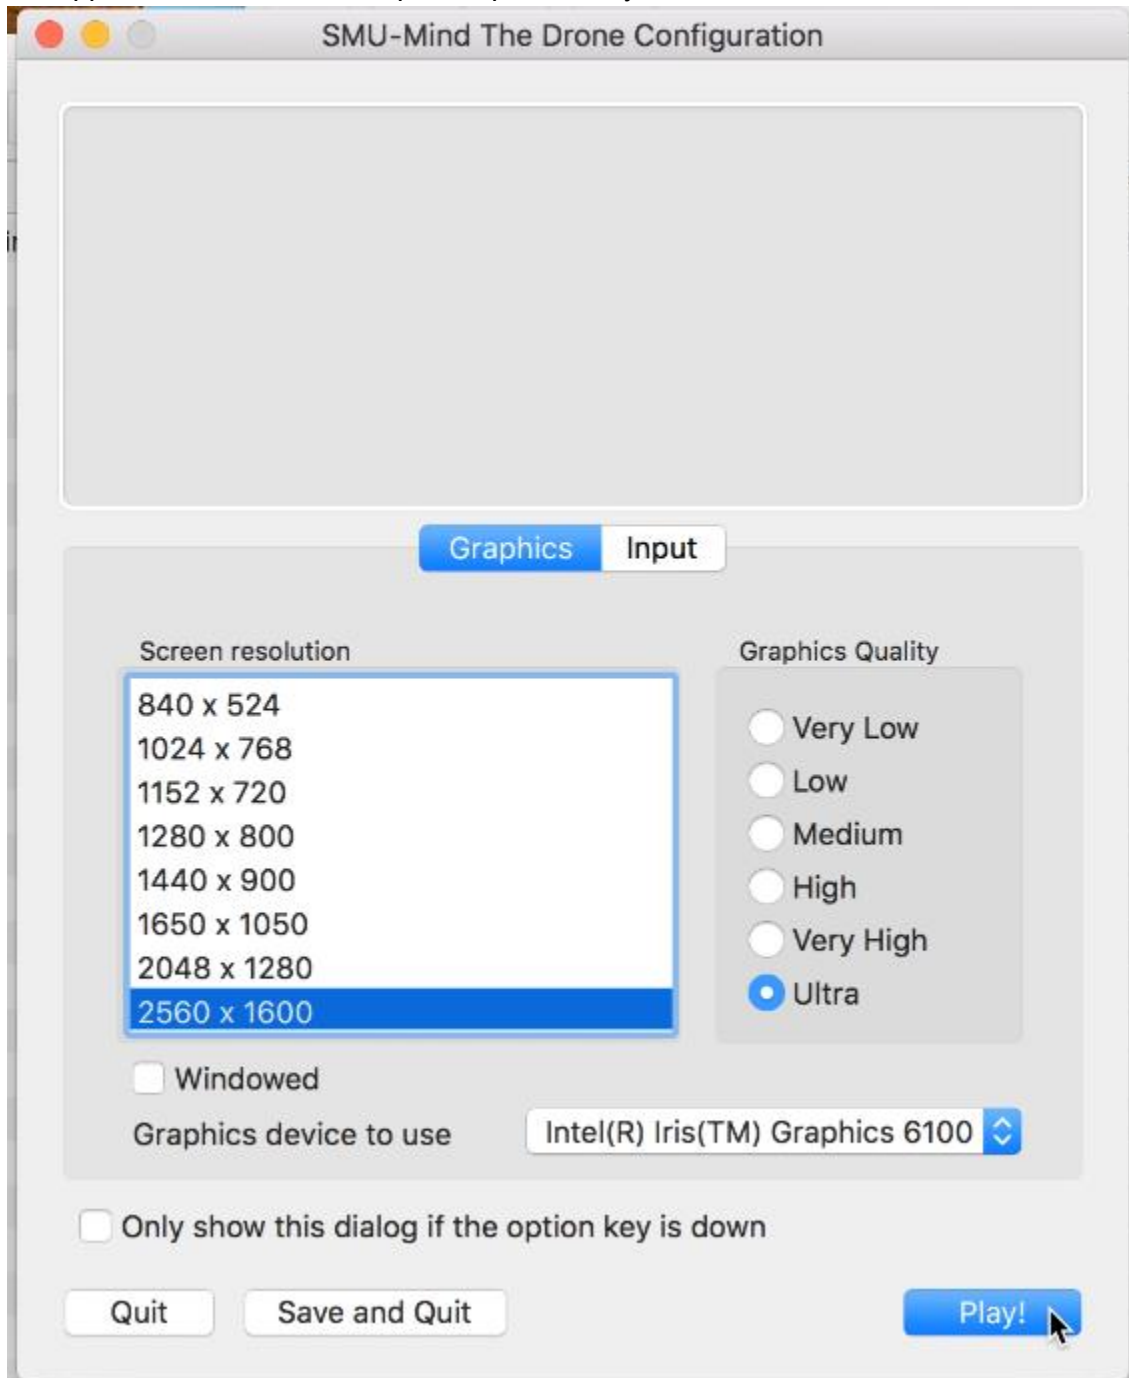 SMU-Mind The Drone Configuration
Graphics Input
Screen resolution
840 x 524
1024 x 768
1152 x 720
1280 x 800
1440 x 900
1650 x 1050
2048 x 1280
2560 x 1600
Graphics Quality
Very Low
Low
Medium
High
Very High
Ultra
Windowed
Graphics device to use Intel(R) Iris(TM) Graphics 6100
Only show this dialog if the option key is down
Quit Save and Quit Play!